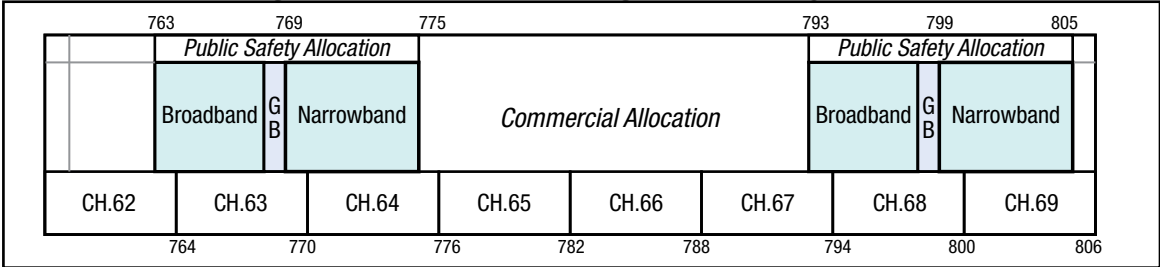 763 769 775 793 799 805
Public Safety Allocation Public Safety Allocation
Broadband GB Narrowband Commercial Allocation Broadband GB Narrowband
CH.62 CH.63 CH.64 CH.65 CH.66 CH.67 CH.68 CH.69
764 770 776 782 788 794 800 806